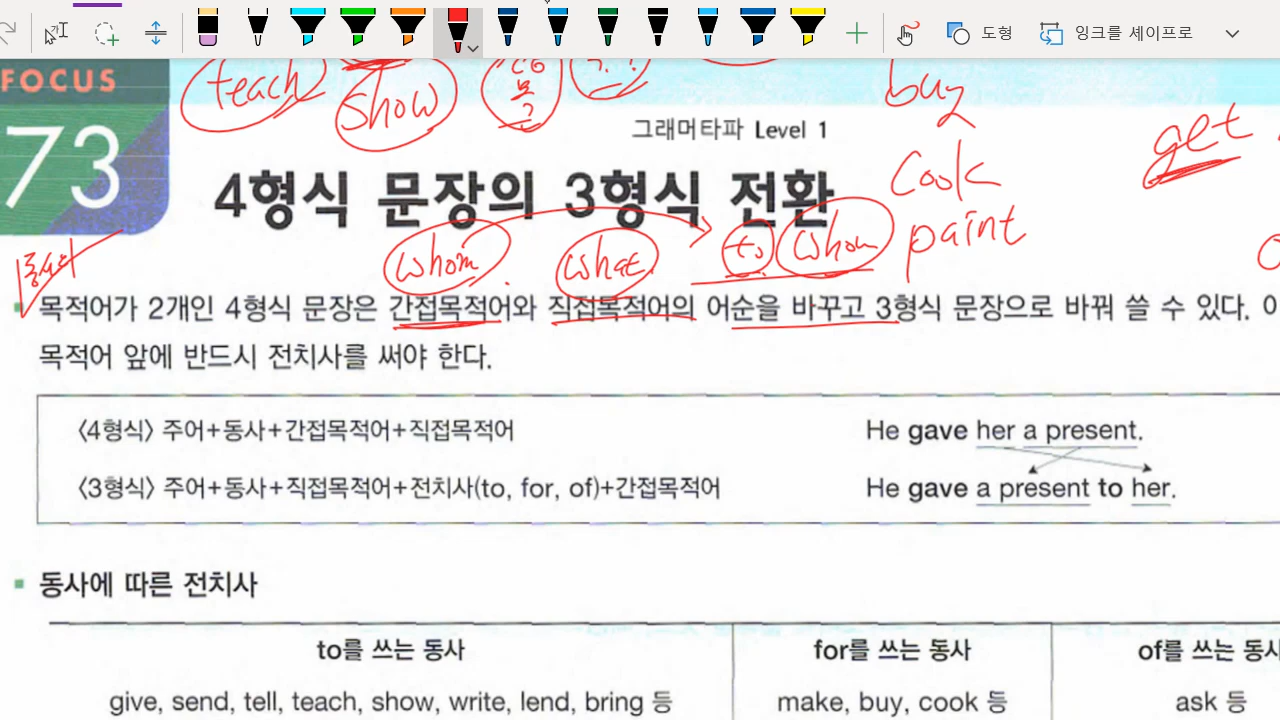 도형 잉크를 셰이프로
FOCUS
73
teach show buy
cook
paint
get
그래머타파 Level 1
4형식 문장의 3형식 전환
whom what to whom
목적어가 2개인 4형식 문장은 간접목적어와 직접목적어의 어순을 바꾸고 3형식 문장으로 바꿔 쓸 수 있다. 이
목적어 앞에 반드시 전치사를 써야 한다.
〈4형식〉 주어+동사+간접목적어+직접목적어 He gave her a present.
〈3형식〉 주어+동사+직접목적어+전치사(to, for, of)+간접목적어 He gave a present to her.
동사에 따른 전치사
to를 쓰는 동사 for를 쓰는 동사 of를 쓰는 동사
give, send, tell, teach, show, write, lend, bring 등 make, buy, cook 등 ask 등